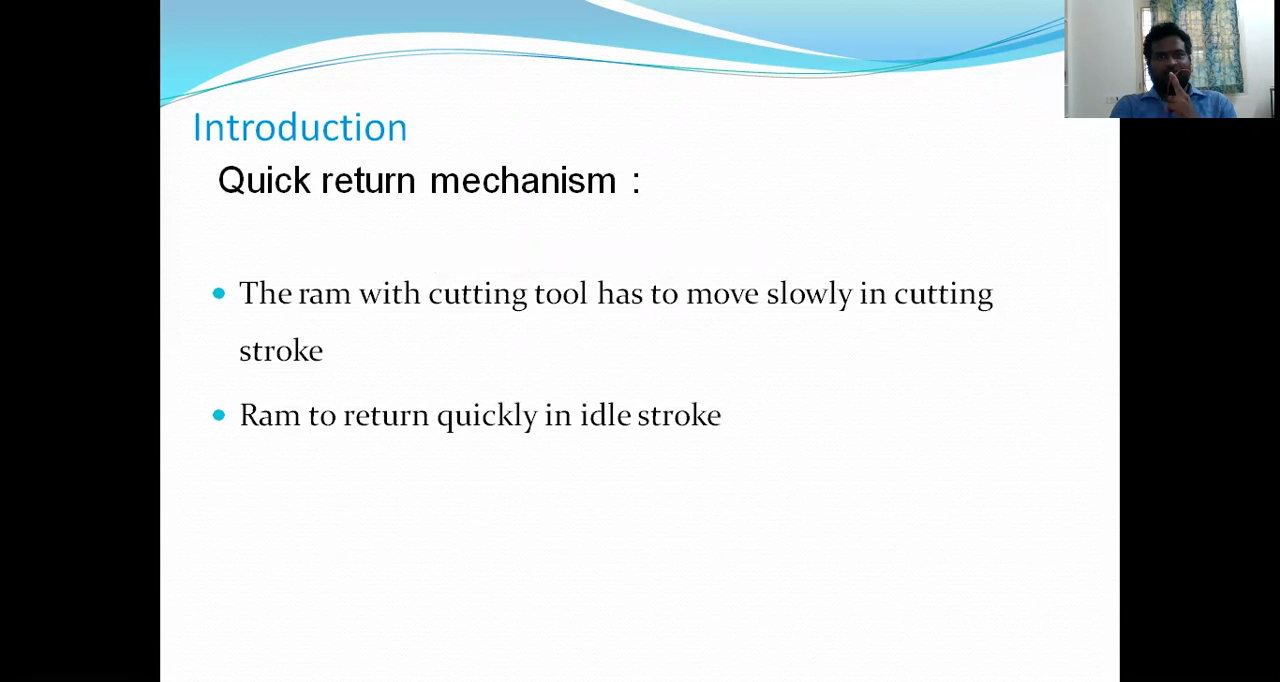 Introduction
Quick return mechanism :
The ram with cutting tool has to move slowly in cutting
stroke
Ram to return quickly in idle stroke